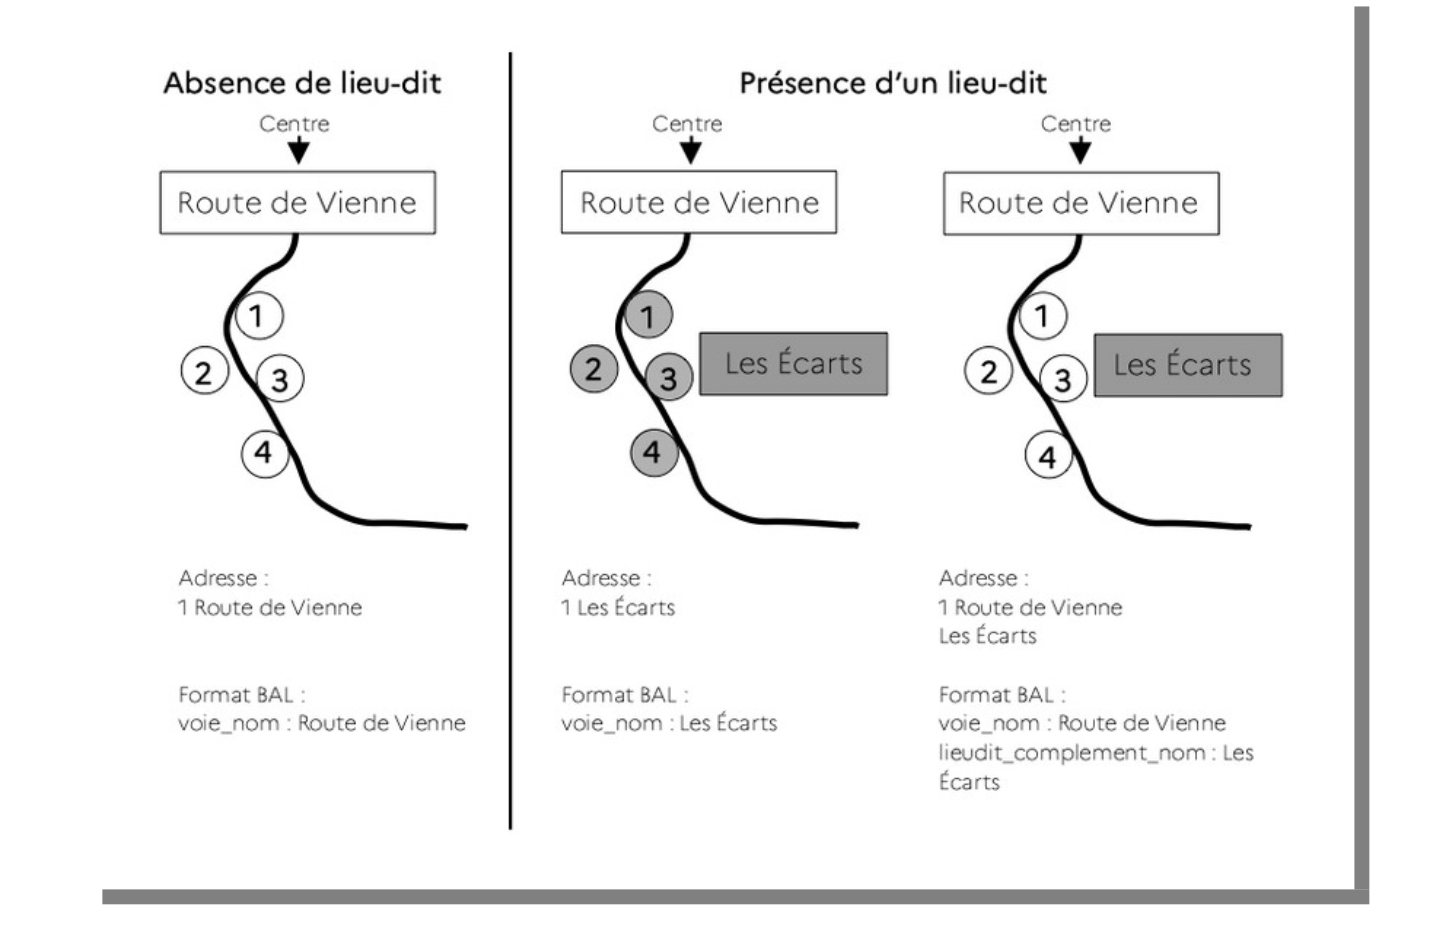 Absence de lieu-dit
Centre
Route de Vienne
1
2
3
4
Adresse :
1 Route de Vienne
Format BAL :
voie_nom : Route de Vienne
Présence d'un lieu-dit
Centre
Route de Vienne
1
2
3
Les Écarts
4
Adresse :
1 Les Écarts
Format BAL :
voie_nom : Les Écarts
Centre
Route de Vienne
1
2
3
Les Écarts
4
Adresse :
1 Route de Vienne
Les Écarts
Format BAL :
voie_nom : Route de Vienne
lieudit_complement_nom : Les
Écarts